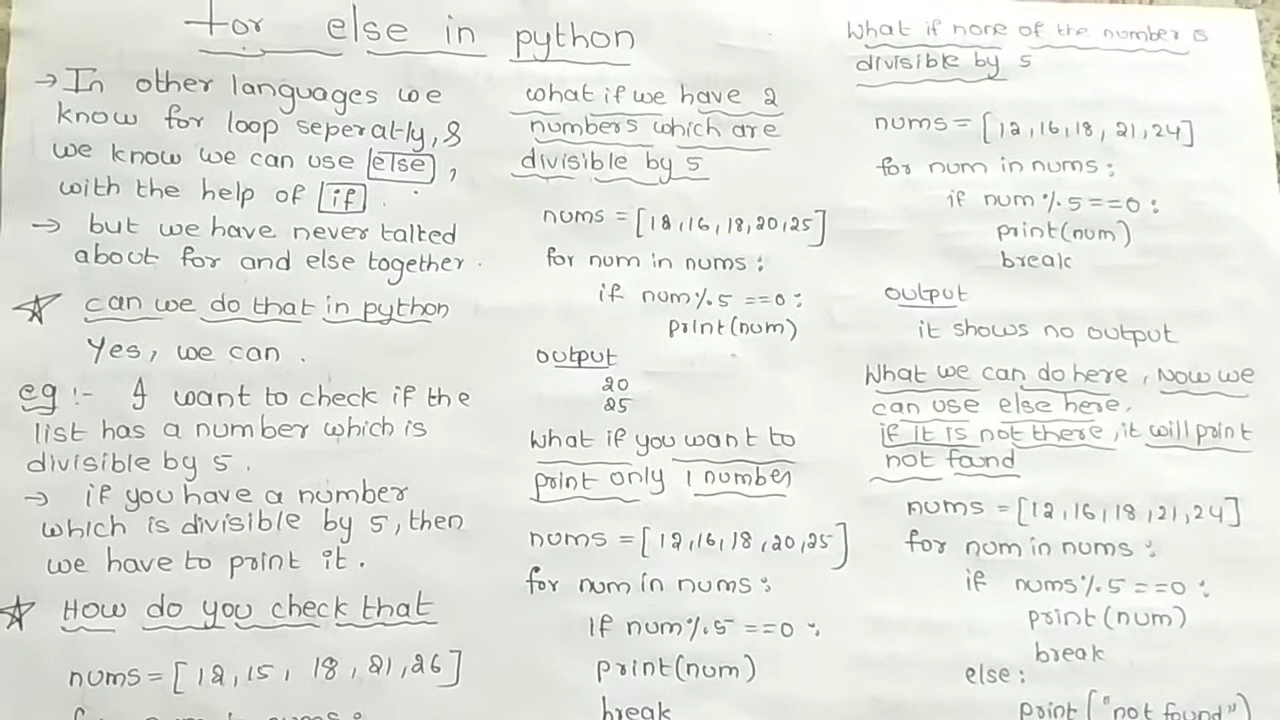 for else in python
→ In other languages we
know for loop seperatly, &
we know we can use else,
with the help of if.
→ but we have never talted
about for and else together.
☆ can we do that in python
Yes, we can.
eg :- I want to check if the
list has a number which is
divisible by 5.
→ if you have a number
which is divisible by 5, then
we have to print it.
☆ How do you check that
nums = [12, 15, 18, 21, 26]
for num in nums:
what if we have 2
numbers which are
divisible by 5
nums = [18,16,18,20,25]
for num in nums:
if num%5 ==0:
print(num)
output
20
25
What if you want to
print only 1 number
nums = [12,16,18,20,25]
for num in nums:
If num%5 ==0:
print(num)
break
What if none of the number is
divisible by 5
nums = [12,16,18,21,24]
for num in nums:
if num%5==0:
print(num)
break
output
it shows no output
What we can do here, Now we
can use else here,
if it is not there, it will print
not found
nums = [12,16,18,21,24]
for num in nums:
if nums%5==0:
print(num)
break
else:
print("not found")